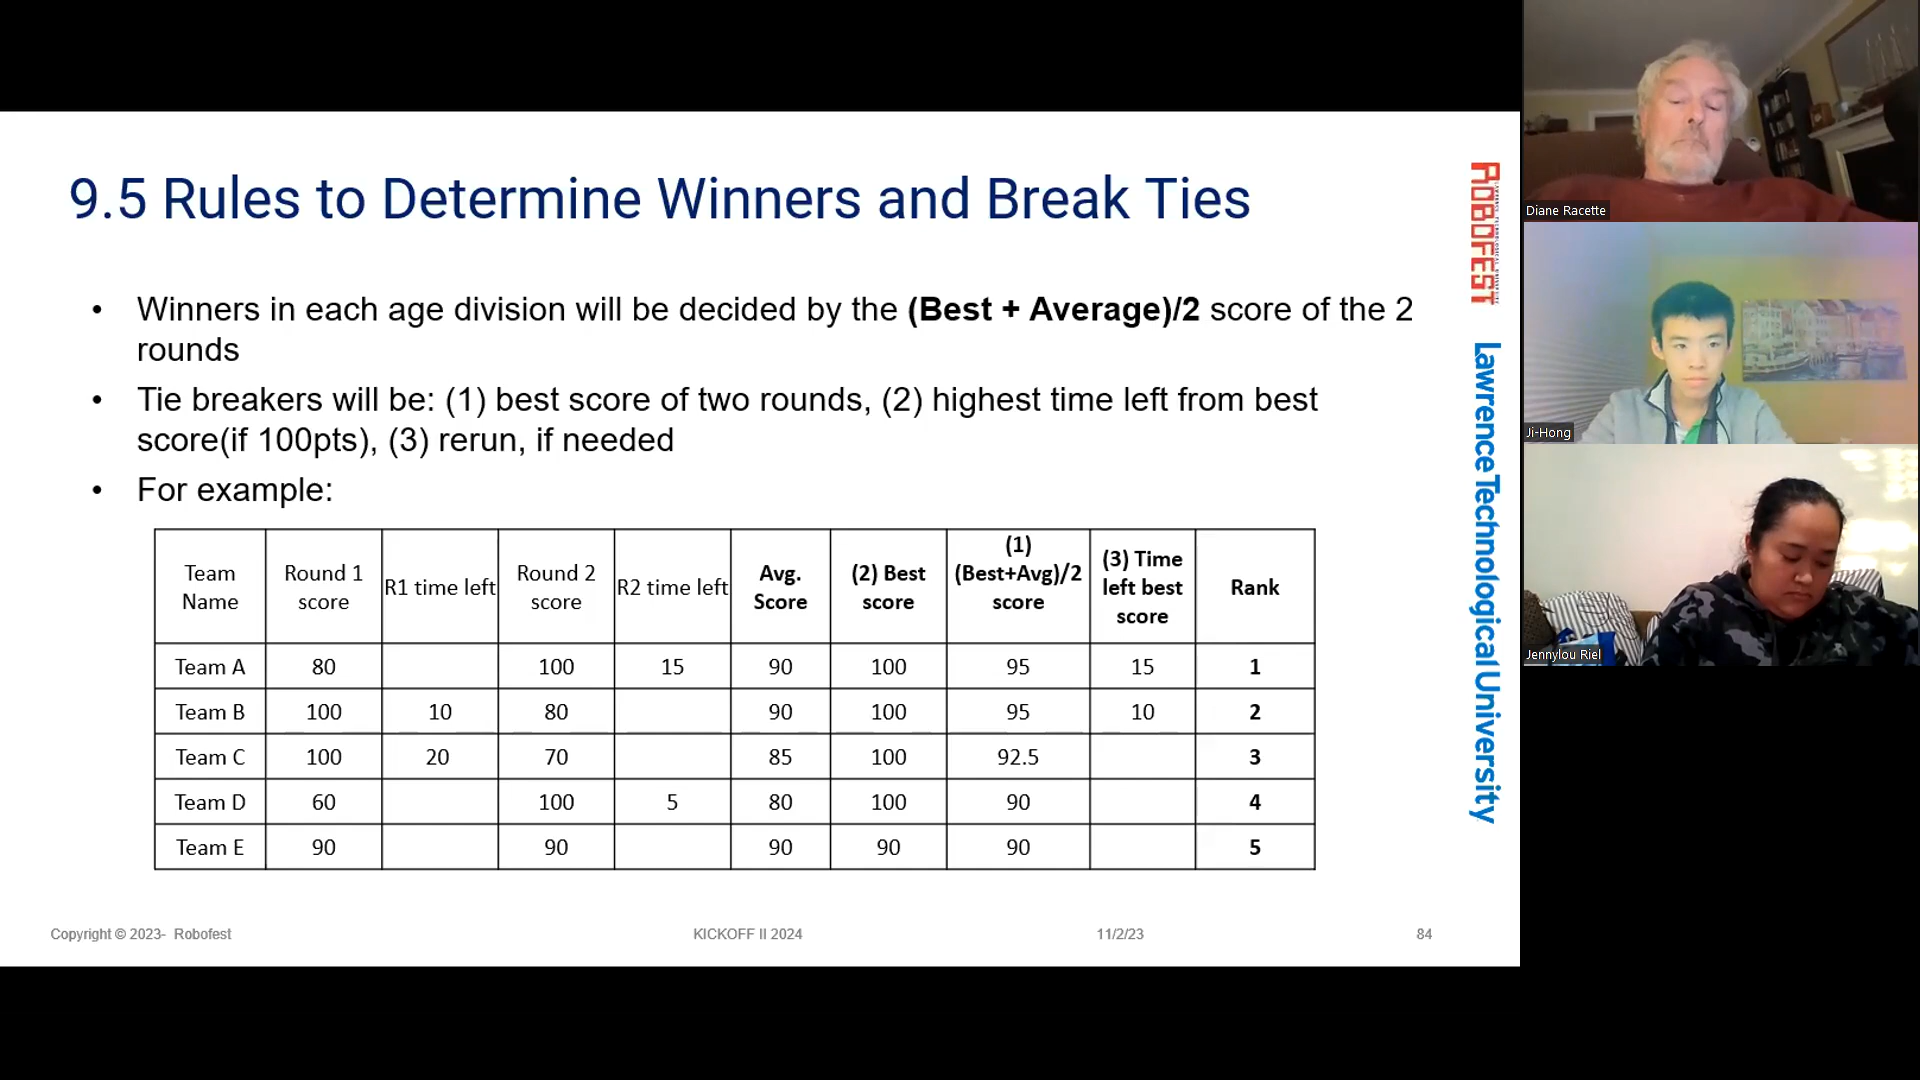 9.5 Rules to Determine Winners and Break Ties
• Winners in each age division will be decided by the (Best + Average)/2 score of the 2
rounds
• Tie breakers will be: (1) best score of two rounds, (2) highest time left from best
score(if 100pts), (3) rerun, if needed
• For example:
Team Name Round 1 score R1 time left Round 2 score R2 time left Avg. Score (2) Best score (1) (Best+Avg)/2 score (3) Time left best score Rank
Team A 80 100 15 90 100 95 15 1
Team B 100 10 80 90 100 95 10 2
Team C 100 20 70 85 100 92.5 3
Team D 60 100 5 80 100 90 4
Team E 90 90 90 90 90 5
Copyright © 2023- Robofest KICKOFF II 2024 11/2/23 84
ROBOFEST
Lawrence Technological University
Diane Racette
Ji-Hong
Jennylou Riel